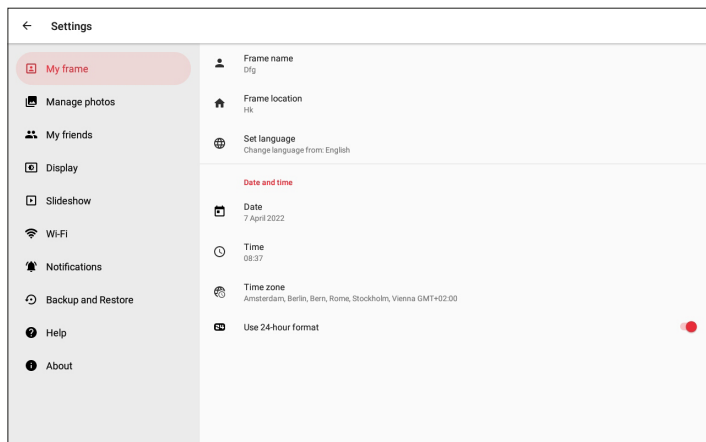 Settings
My frame
Manage photos
My friends
Display
Slideshow
Wi-Fi
Notifications
Backup and Restore
Help
About
Frame name
Dfg
Frame location
Hk
Set language
Change language from: English
Date and time
Date
7 April 2022
Time
08:37
Time zone
Amsterdam, Berlin, Bern, Rome, Stockholm, Vienna GMT+02:00
24
Use 24-hour format